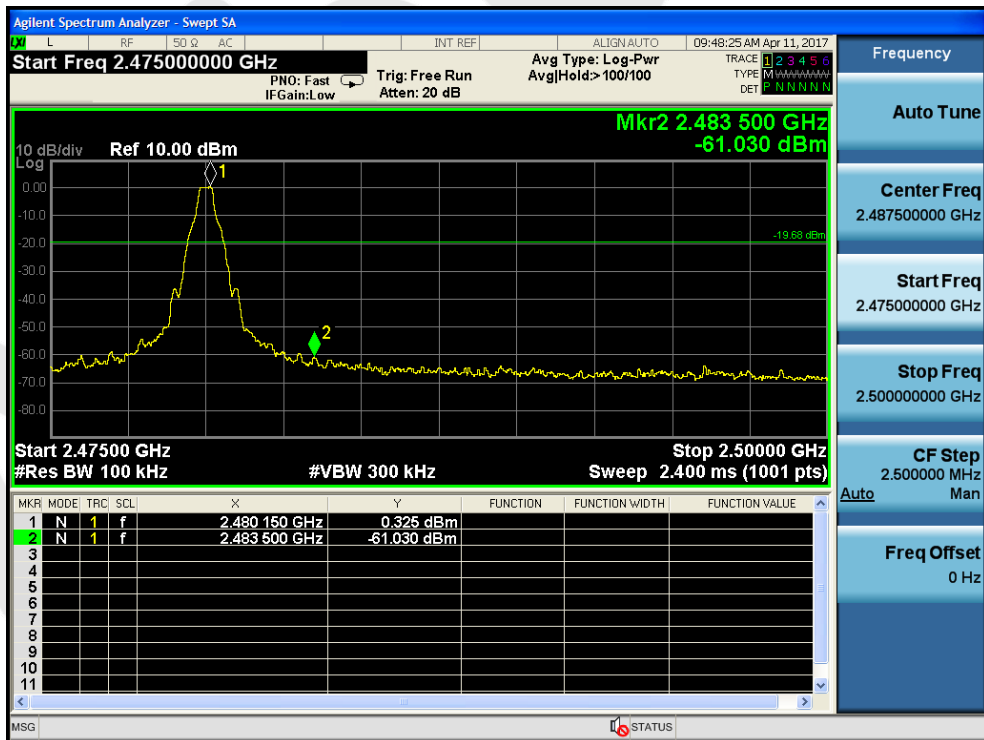 Agilent Spectrum Analyzer - Swept SA
LXI L RF 50 Ω AC INT REF ALIGN AUTO 09:48:25 AM Apr 11, 2017
Start Freq 2.475000000 GHz
PNO: Fast
IFGain:Low
Trig: Free Run
Atten: 20 dB
Avg Type: Log-Pwr
Avg|Hold:>100/100
TRACE 1 2 3 4 5 6
TYPE M
DET P N N N N N
Mkr2 2.483 500 GHz
-61.030 dBm
10 dB/div Ref 10.00 dBm
Log
1
0.00
-10.0
-20.0
-19.68 dBm
-30.0
-40.0
-50.0
2
-60.0
-70.0
-80.0
Start 2.47500 GHz Stop 2.50000 GHz
#Res BW 100 kHz #VBW 300 kHz Sweep 2.400 ms (1001 pts)
MKR MODE TRC SCL X Y FUNCTION FUNCTION WIDTH FUNCTION VALUE
1 N 1 f 2.480 150 GHz 0.325 dBm
2 N 1 f 2.483 500 GHz -61.030 dBm
3
4
5
6
7
8
9
10
11
MSG STATUS
Frequency
Auto Tune
Center Freq
2.487500000 GHz
Start Freq
2.475000000 GHz
Stop Freq
2.500000000 GHz
CF Step
2.500000 MHz
Auto Man
Freq Offset
0 Hz